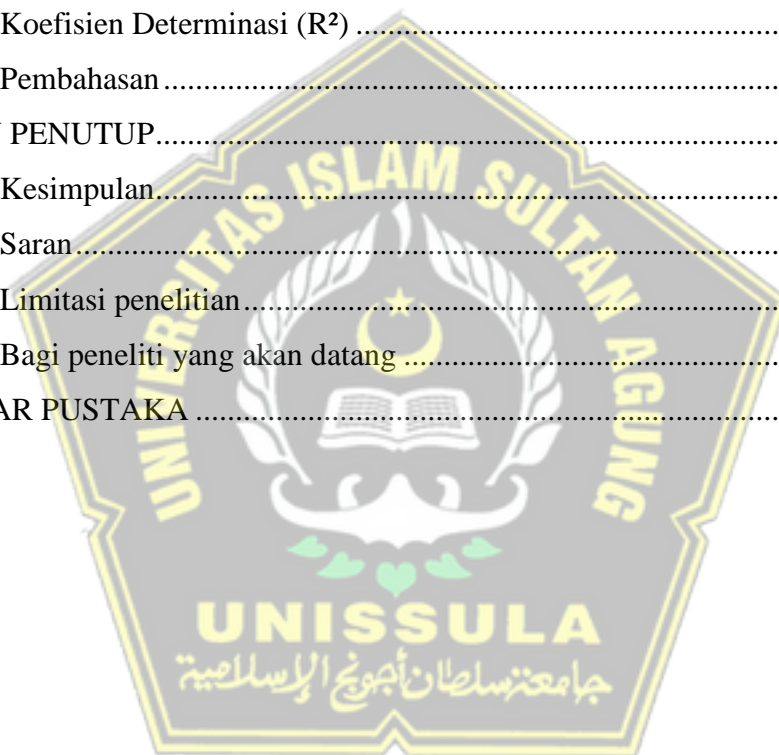 Koefisien Determinasi (R²) ........................................................
Pembahasan ........................................................
PENUTUP ........................................................
Kesimpulan ........................................................
Saran ........................................................
Limitasi penelitian ........................................................
Bagi peneliti yang akan datang ........................................................
AR PUSTAKA ........................................................
UNIVERSITAS ISLAM SULTAN AGUNG
UNISSULA
جامعتنسلطان أجونج الإسلامية